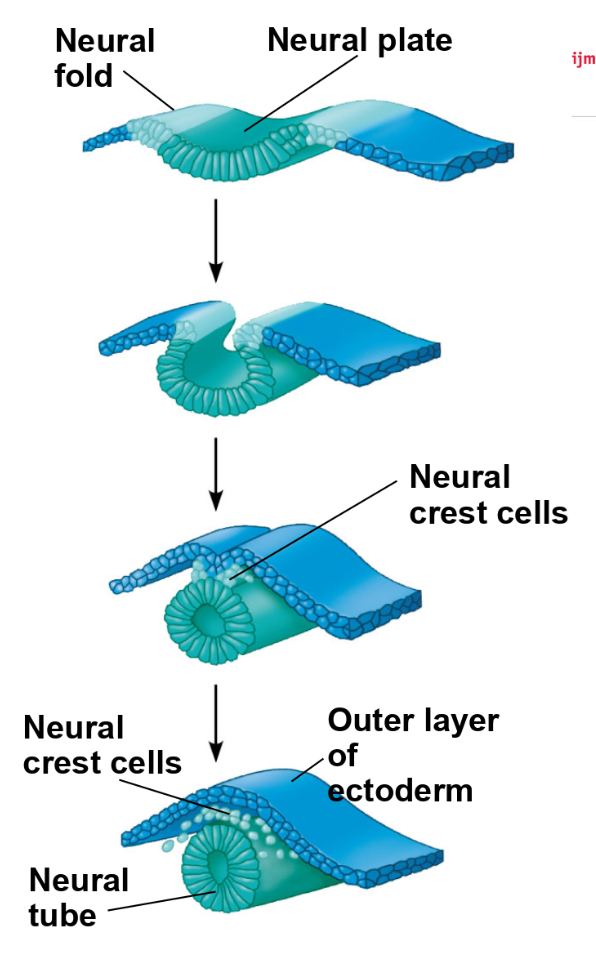 Neural
fold
Neural plate
ijm
Neural
crest cells
Neural
crest cells
Outer layer
of
ectoderm
Neural
tube